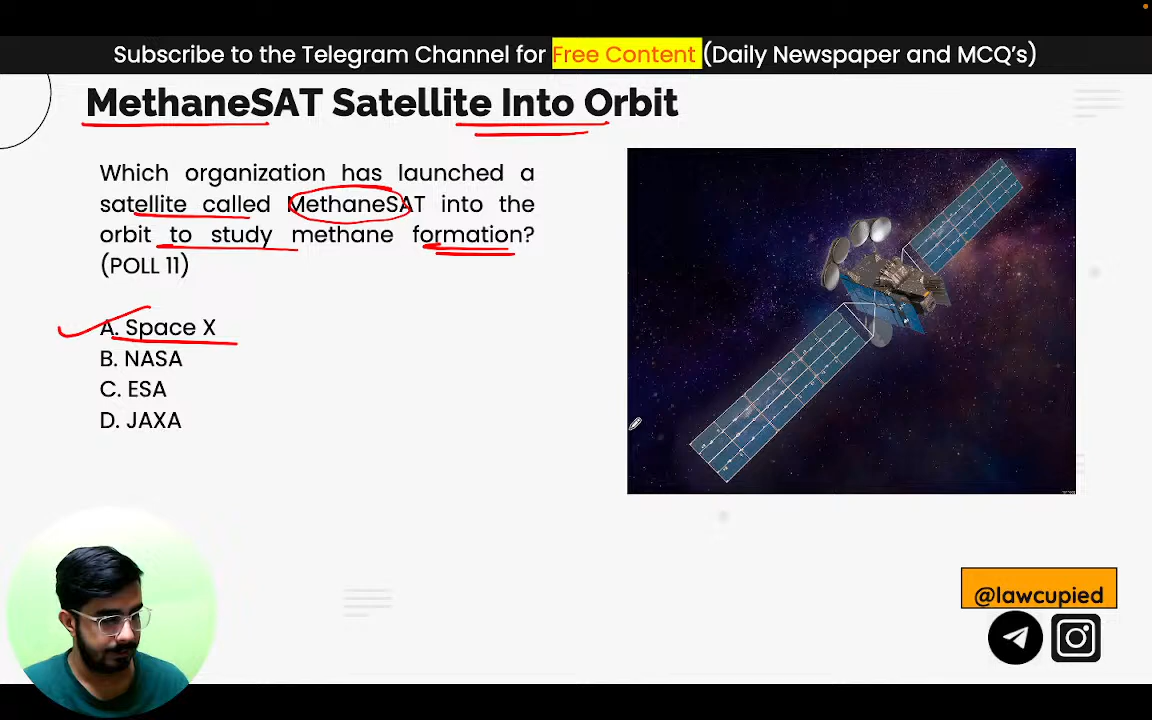 Subscribe to the Telegram Channel for Free Content (Daily Newspaper and MCQ's)
MethaneSAT Satellite Into Orbit
Which organization has launched a
satellite called MethaneSAT into the
orbit to study methane formation?
(POLL 11)
A. Space X
B. NASA
C. ESA
D. JAXA
@lawcupied